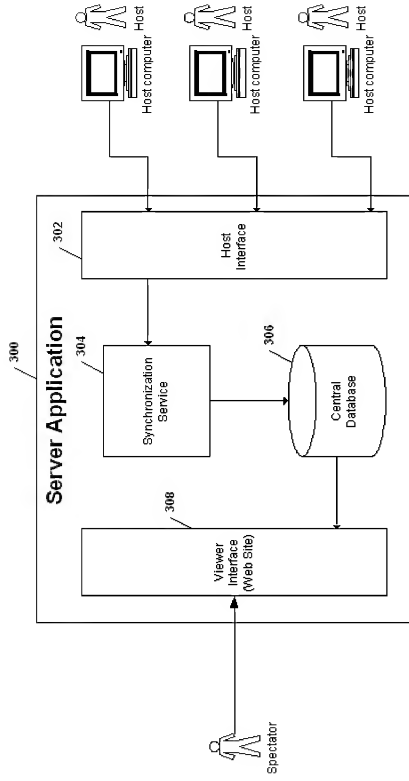 300
Server Application
308
Viewer
Interface
(Web Site)
304
Synchronization
Service
306
Central
Database
302
Host
Interface
Spectator
Host computer
Host
Host computer
Host
Host computer
Host